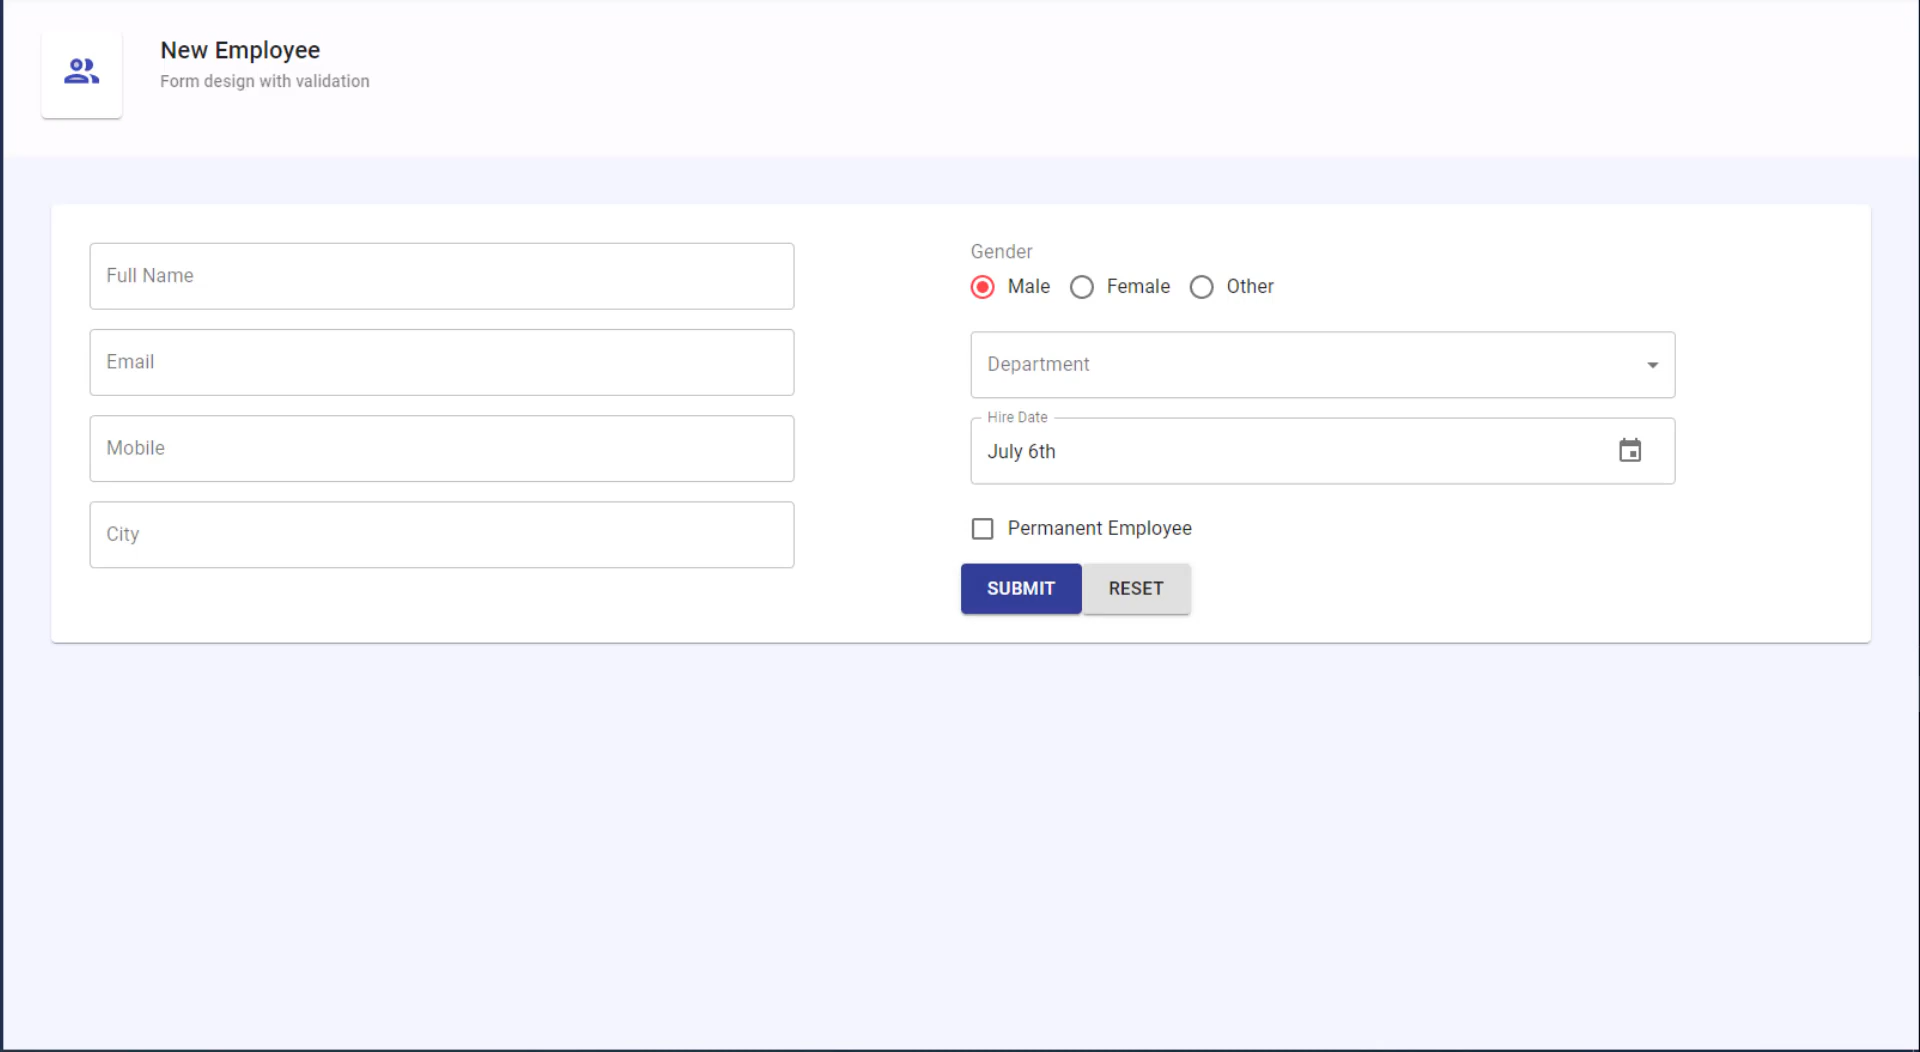 New Employee
Form design with validation
Full Name
Email
Mobile
City
Gender
Male Female Other
Department
Hire Date
July 6th
Permanent Employee
SUBMIT RESET